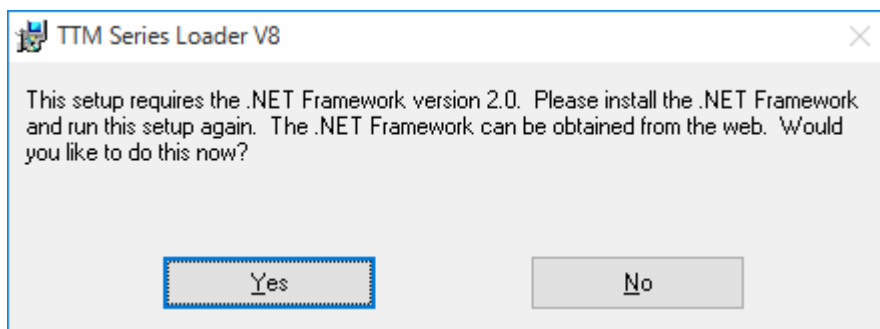 TTM Series Loader V8
This setup requires the .NET Framework version 2.0.  Please install the .NET Framework
and run this setup again.  The .NET Framework can be obtained from the web.  Would
you like to do this now?
Yes
No